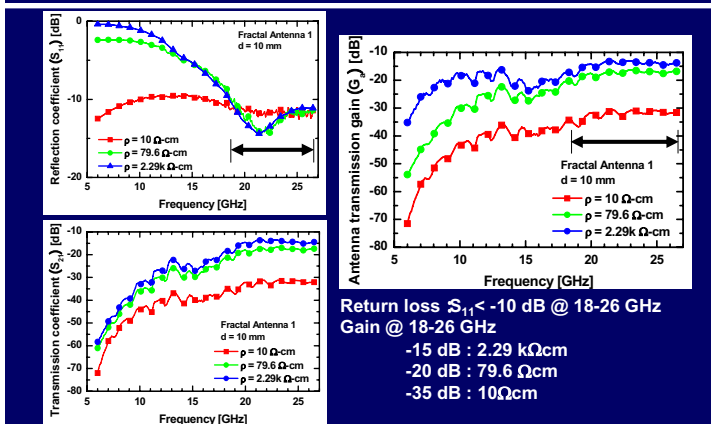 Reflection coefficient (S11) [dB]
0
-10
-20
Fractal Antenna 1
d = 10 mm
ρ = 10 Ω-cm
ρ = 79.6 Ω-cm
ρ = 2.29k Ω-cm
5 10 15 20 25
Frequency [GHz]
Transmission coefficient (S21) [dB]
-10
-20
-30
-40
-50
-60
-70
-80
Fractal Antenna 1
d = 10 mm
ρ = 10 Ω-cm
ρ = 79.6 Ω-cm
ρ = 2.29k Ω-cm
5 10 15 20 25
Frequency [GHz]
Antenna transmission gain (Ga) [dB]
-10
-20
-30
-40
-50
-60
-70
-80
Fractal Antenna 1
d = 10 mm
ρ = 10 Ω-cm
ρ = 79.6 Ω-cm
ρ = 2.29k Ω-cm
5 10 15 20 25
Frequency [GHz]
Return loss :S11< -10 dB @ 18-26 GHz
Gain @ 18-26 GHz
-15 dB : 2.29 kΩcm
-20 dB : 79.6 Ωcm
-35 dB : 10Ωcm